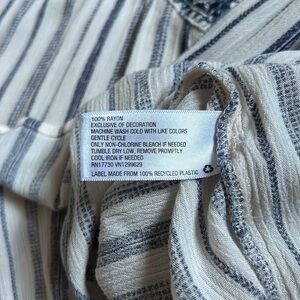 100% RAYON
EXCLUSIVE OF DECORATION
MACHINE WASH COLD WITH LIKE COLORS
GENTLE CYCLE
ONLY NON-CHLORINE BLEACH IF NEEDED
TUMBLE DRY LOW, REMOVE PROMPTLY
COOL IRON IF NEEDED
RN17730 VN1299629
LABEL MADE FROM 100% RECYCLED PLASTIC